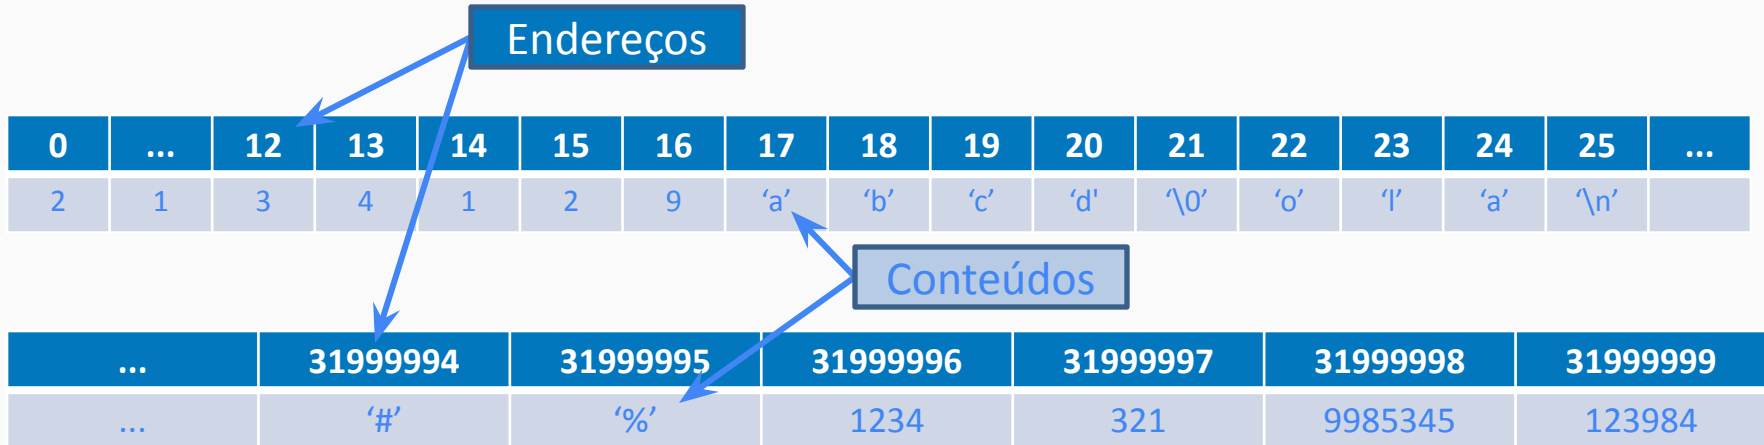 Endereços
0 ... 12 13 14 15 16 17 18 19 20 21 22 23 24 25 ...
2 1 3 4 1 2 9 ‘a’ ‘b’ ‘c’ ‘d' ‘\0’ ‘o’ ‘l’ ‘a’ ‘\n’
Conteúdos
... 31999994 31999995 31999996 31999997 31999998 31999999
... ‘#’ ‘%’ 1234 321 9985345 123984